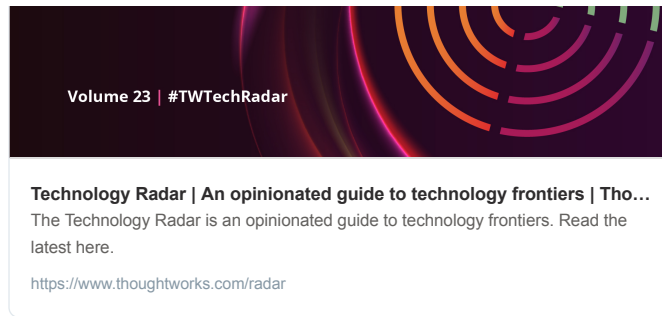 Volume 23 | #TWTechRadar
Technology Radar | An opinionated guide to technology frontiers | Tho…
The Technology Radar is an opinionated guide to technology frontiers. Read the
latest here.
https://www.thoughtworks.com/radar